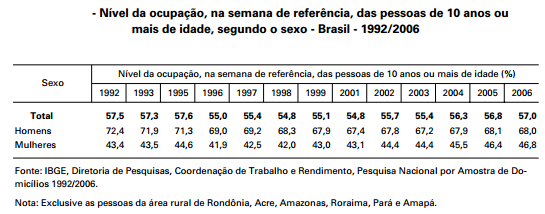 - Nível da ocupação, na semana de referência, das pessoas de 10 anos ou
mais de idade, segundo o sexo - Brasil - 1992/2006
Sexo
Nível da ocupação, na semana de referência, das pessoas de 10 anos ou mais de idade (%)
1992 1993 1995 1996 1997 1998 1999 2001 2002 2003 2004 2005 2006
Total 57,5 57,3 57,6 55,0 55,4 54,8 55,1 54,8 55,7 55,4 56,3 56,8 57,0
Homens 72,4 71,9 71,3 69,0 69,2 68,3 67,9 67,4 67,8 67,2 67,9 68,1 68,0
Mulheres 43,4 43,5 44,6 41,9 42,5 42,0 43,0 43,1 44,4 44,4 45,5 46,4 46,8
Fonte: IBGE, Diretoria de Pesquisas, Coordenação de Trabalho e Rendimento, Pesquisa Nacional por Amostra de Do-
micílios 1992/2006.
Nota: Exclusive as pessoas da área rural de Rondônia, Acre, Amazonas, Roraima, Pará e Amapá.